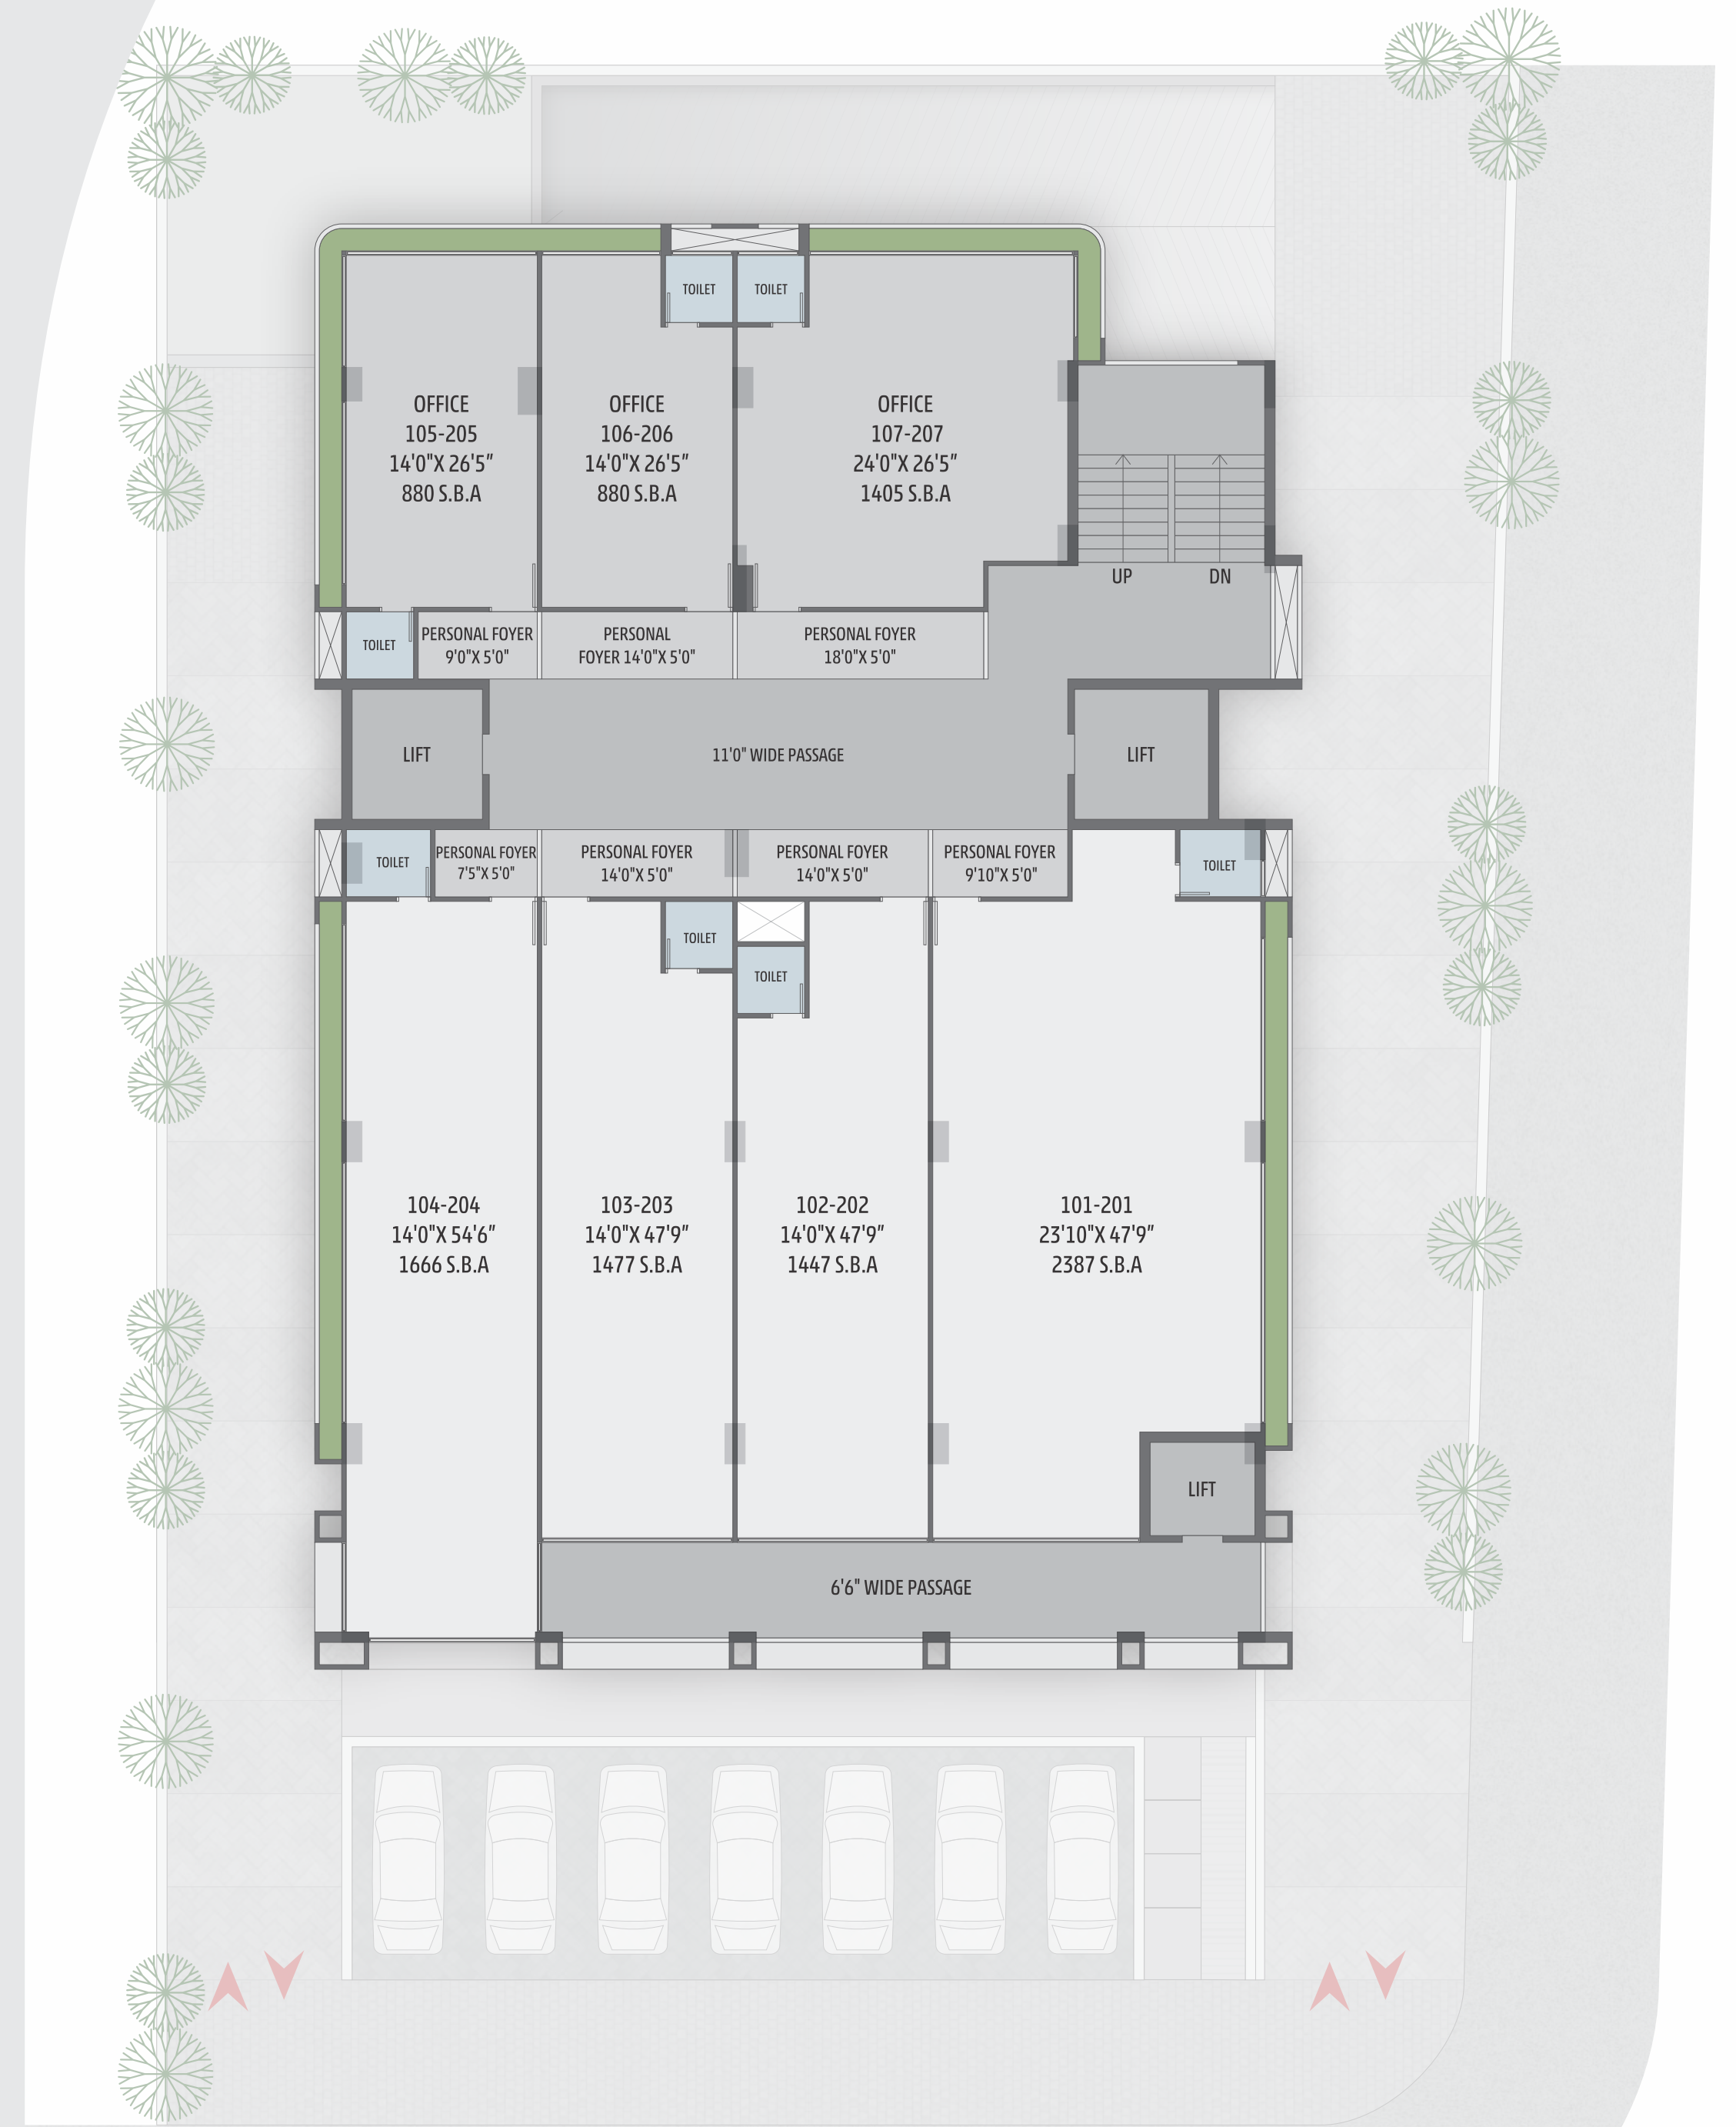 TOILET
TOILET
OFFICE
105-205
14'0"X 26'5"
880 S.B.A
OFFICE
106-206
14'0"X 26'5"
880 S.B.A
OFFICE
107-207
24'0"X 26'5"
1405 S.B.A
UP
DN
TOILET
PERSONAL FOYER
9'0"X 5'0"
PERSONAL
FOYER 14'0"X 5'0"
PERSONAL FOYER
18'0"X 5'0"
LIFT
11'0" WIDE PASSAGE
LIFT
TOILET
PERSONAL FOYER
7'5"X 5'0"
PERSONAL FOYER
14'0"X 5'0"
PERSONAL FOYER
14'0"X 5'0"
PERSONAL FOYER
9'10"X 5'0"
TOILET
TOILET
TOILET
104-204
14'0"X 54'6"
1666 S.B.A
103-203
14'0"X 47'9"
1477 S.B.A
102-202
14'0"X 47'9"
1447 S.B.A
101-201
23'10"X 47'9"
2387 S.B.A
LIFT
6'6" WIDE PASSAGE